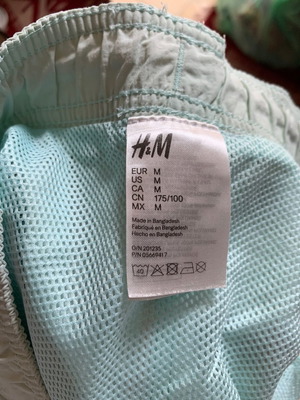 H&M
EUR M
US M
CA M
CN 175/100
MX M
Made in Bangladesh
Fabriqué en Bangladesh
Hecho en Bangladesh
O/N 201235
P/N 05669417
40